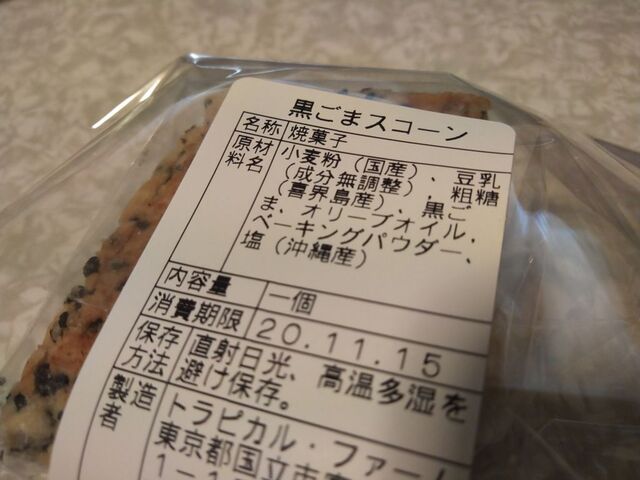 黒ごまスコーン
名称 焼菓子
原材料名 小麦粉（国産）、豆乳
（成分無調整）、粗糖
（喜界島産）、黒ご
ま、オリーブオイル、
ベーキングパウダー、
塩（沖縄産）
内容量 一個
消費期限 20.11.15
保存方法 直射日光、高温多湿を
避け保存。
製造者 トラピカル・ファー
東京都国立市
1-1